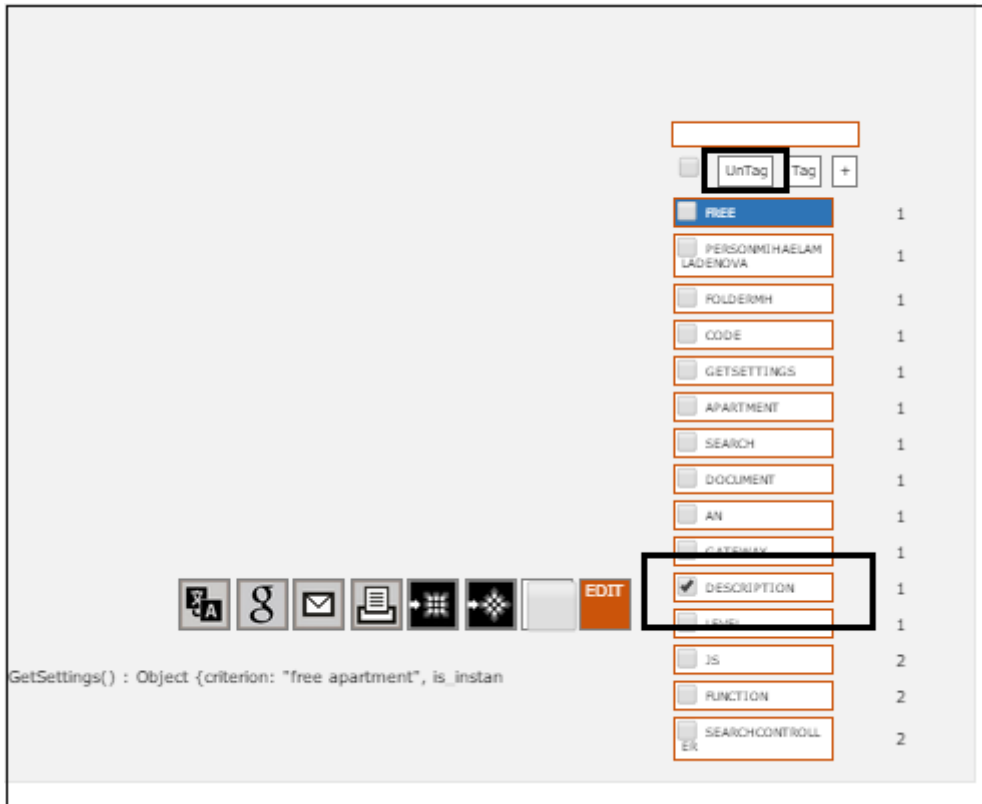 UnTag Tag +
FREE 1
PERSONMIHAELAM
LADENOVA 1
FOLDERMH 1
CODE 1
GETSETTINGS 1
APARTMENT 1
SEARCH 1
DOCUMENT 1
AN 1
GATEWAY 1
DESCRIPTION 1
EDIT
LEVEL 1
JS 2
GetSettings() : Object {criterion: "free apartment", is_instan
FUNCTION 2
SEARCHCONTROLL
ER 2